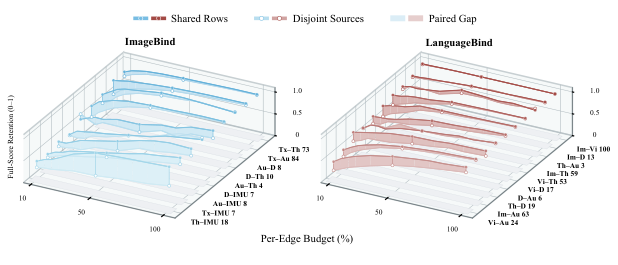 Shared Rows
Disjoint Sources
Paired Gap
ImageBind
LanguageBind
Full-Score Retention (0–1)
1.0
0.5
0
Tx–Th 73
Tx–Au 84
Au–D 8
D–Th 10
Au–Th 4
D–IMU 7
Au–IMU 8
Tx–IMU 7
Th–IMU 18
10
50
100
1.0
0.5
0
Im–Vi 100
Im–D 13
Th–Au 3
Im–Th 59
Vi–Th 53
Vi–D 17
D–Au 6
Th–D 19
Im–Au 63
Vi–Au 24
10
50
100
Per-Edge Budget (%)